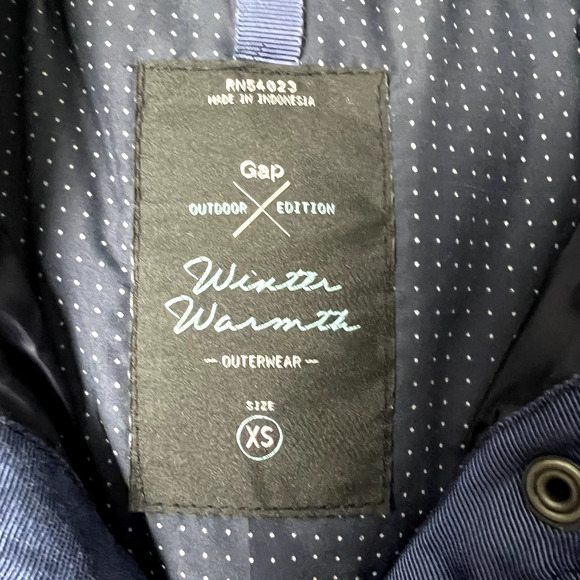 RN54023
MADE IN INDONESIA
Gap
OUTDOOR EDITION
Winter
Warmth
— OUTERWEAR —
SIZE
XS